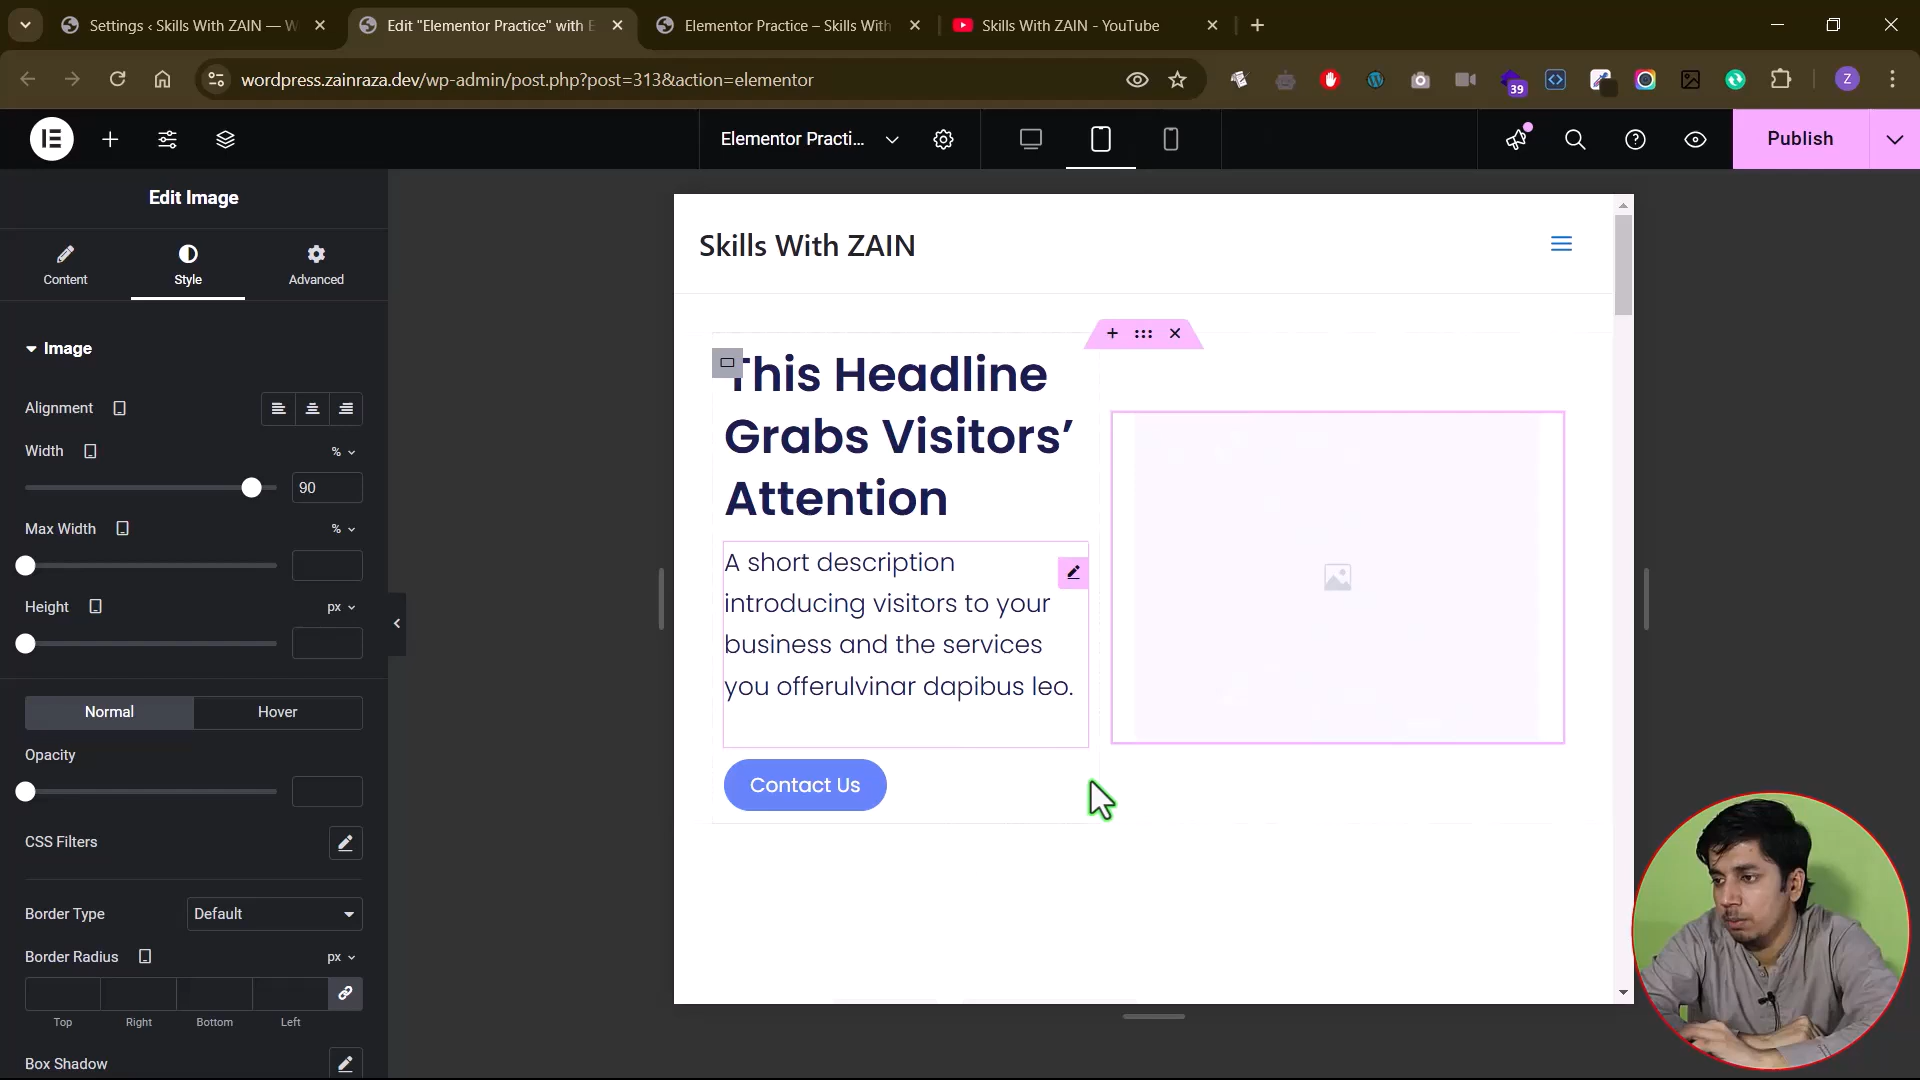 Settings ‹ Skills With ZAIN — W
Edit "Elementor Practice" with E
Elementor Practice – Skills With
Skills With ZAIN - YouTube
wordpress.zainraza.dev/wp-admin/post.php?post=313&action=elementor
39
Z
Elementor Practi...
Publish
Edit Image
Content
Style
Advanced
Image
Alignment
Width
%
90
Max Width
%
Height
px
Normal
Hover
Opacity
CSS Filters
Border Type
Default
Border Radius
px
Top
Right
Bottom
Left
Box Shadow
Skills With ZAIN
This Headline
Grabs Visitors’
Attention
A short description
introducing visitors to your
business and the services
you offerulvinar dapibus leo.
Contact Us